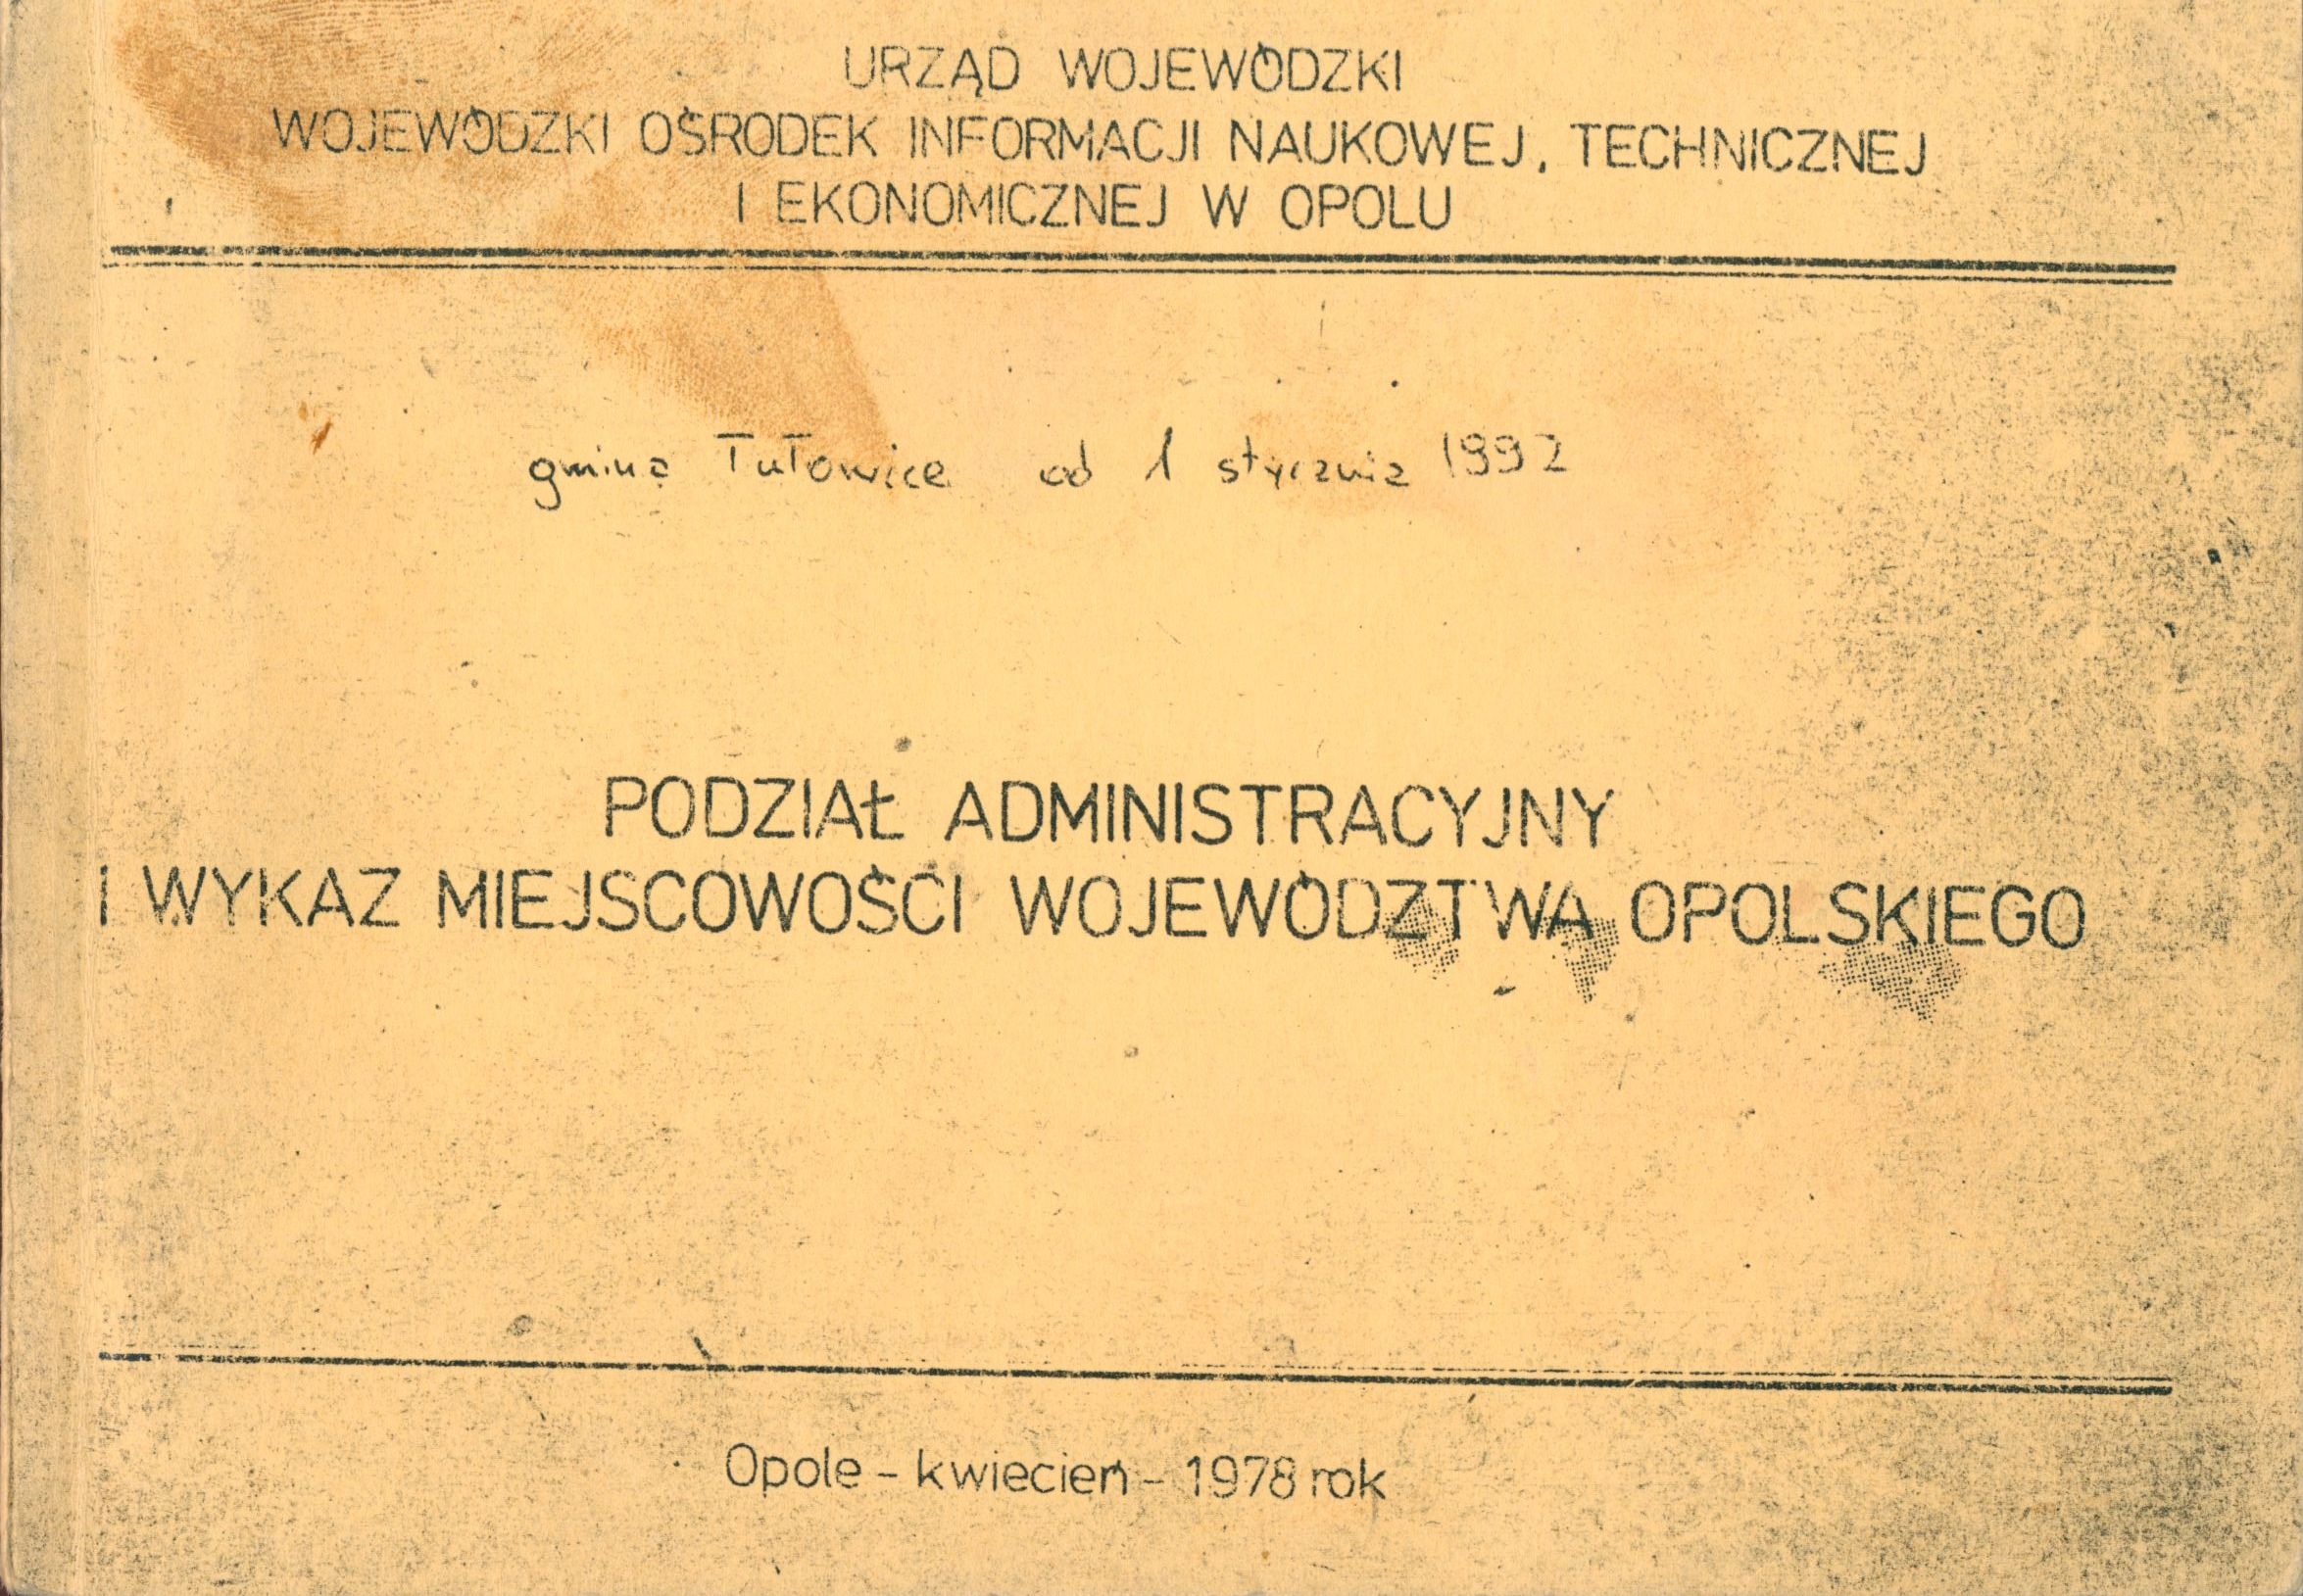 URZĄD WOJEWÓDZKI
WOJEWÓDZKI OŚRODEK INFORMACJI NAUKOWEJ, TECHNICZNEJ
I EKONOMICZNEJ W OPOLU
gmina Tułowice od 1 stycznia 1992
PODZIAŁ ADMINISTRACYJNY
I WYKAZ MIEJSCOWOŚCI WOJEWÓDZTWA OPOLSKIEGO
Opole - kwiecień - 1978 rok